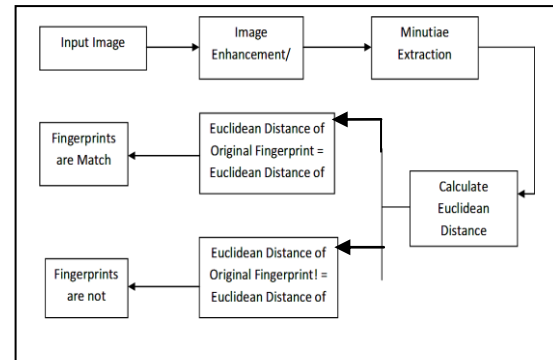 Input Image
Image
Enhancement/
Minutiae
Extraction
Fingerprints
are Match
Euclidean Distance of
Original Fingerprint =
Euclidean Distance of
Calculate
Euclidean
Distance
Fingerprints
are not
Euclidean Distance of
Original Fingerprint! =
Euclidean Distance of